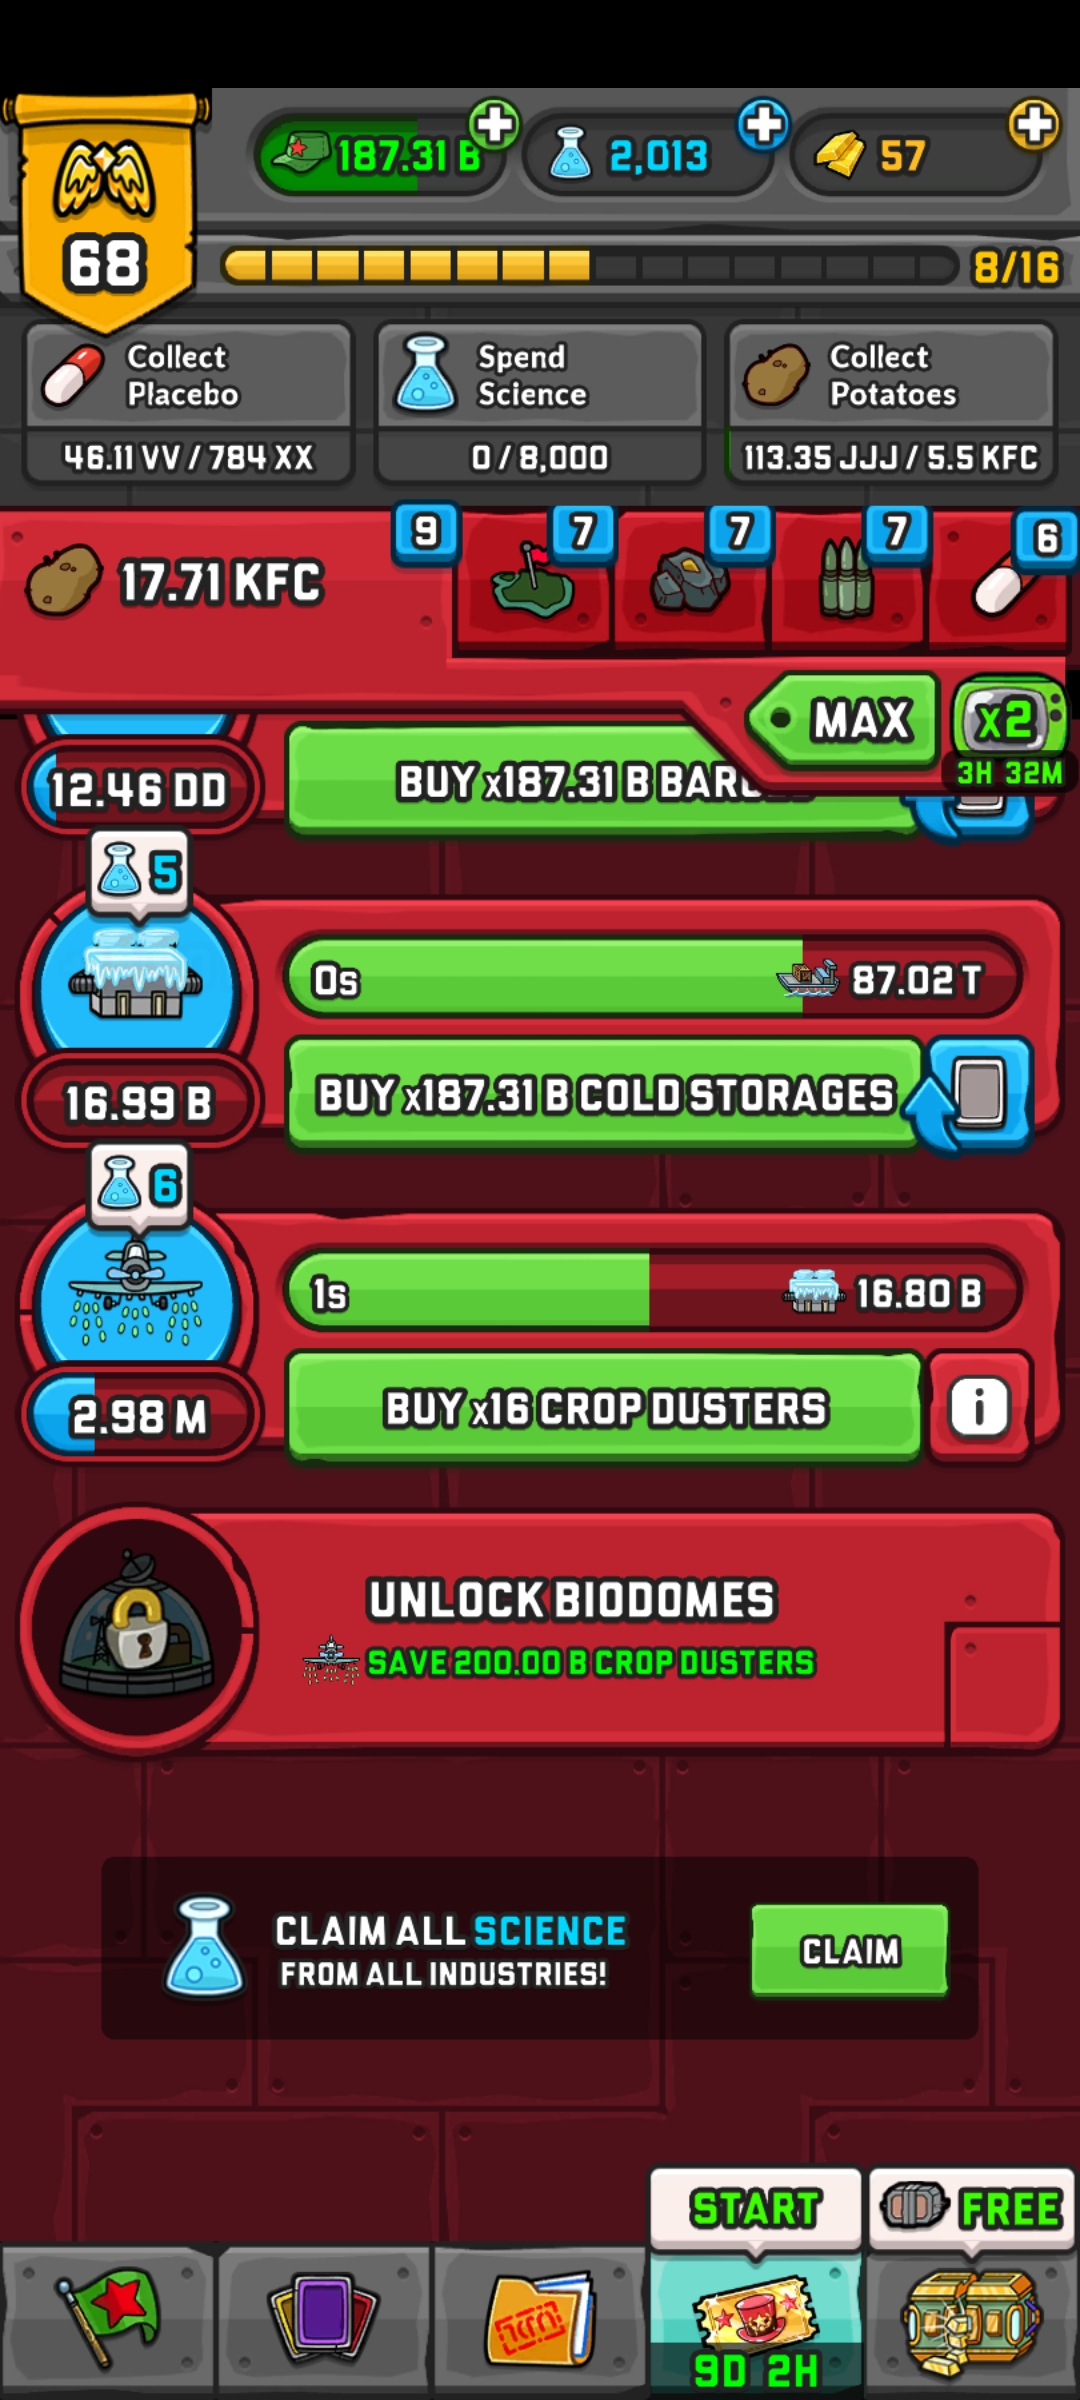 187.31 B
2,013
57
68
8/16
Collect
Placebo
46.11 VV / 784 XX
Spend
Science
0 / 8,000
Collect
Potatoes
113.35 JJJ / 5.5 KFC
17.71 KFC
9
7
7
7
6
MAX
x2
3H 32M
12.46 DD
BUY x187.31 B
5
0s
87.02 T
16.99 B
BUY x187.31 B COLD STORAGES
6
1s
16.80 B
2.98 M
BUY x16 CROP DUSTERS
i
UNLOCK BIODOMES
SAVE 200.00 B CROP DUSTERS
CLAIM ALL SCIENCE
FROM ALL INDUSTRIES!
CLAIM
START
FREE
9D 2H